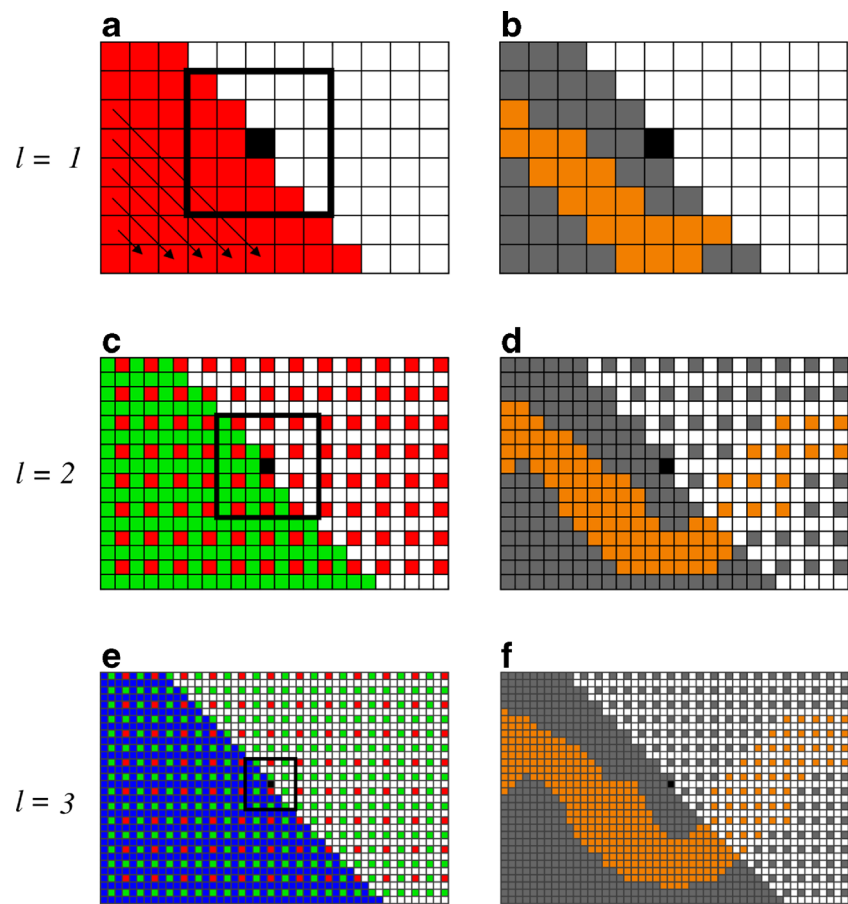 a b
l = 1
c d
l = 2
e f
l = 3